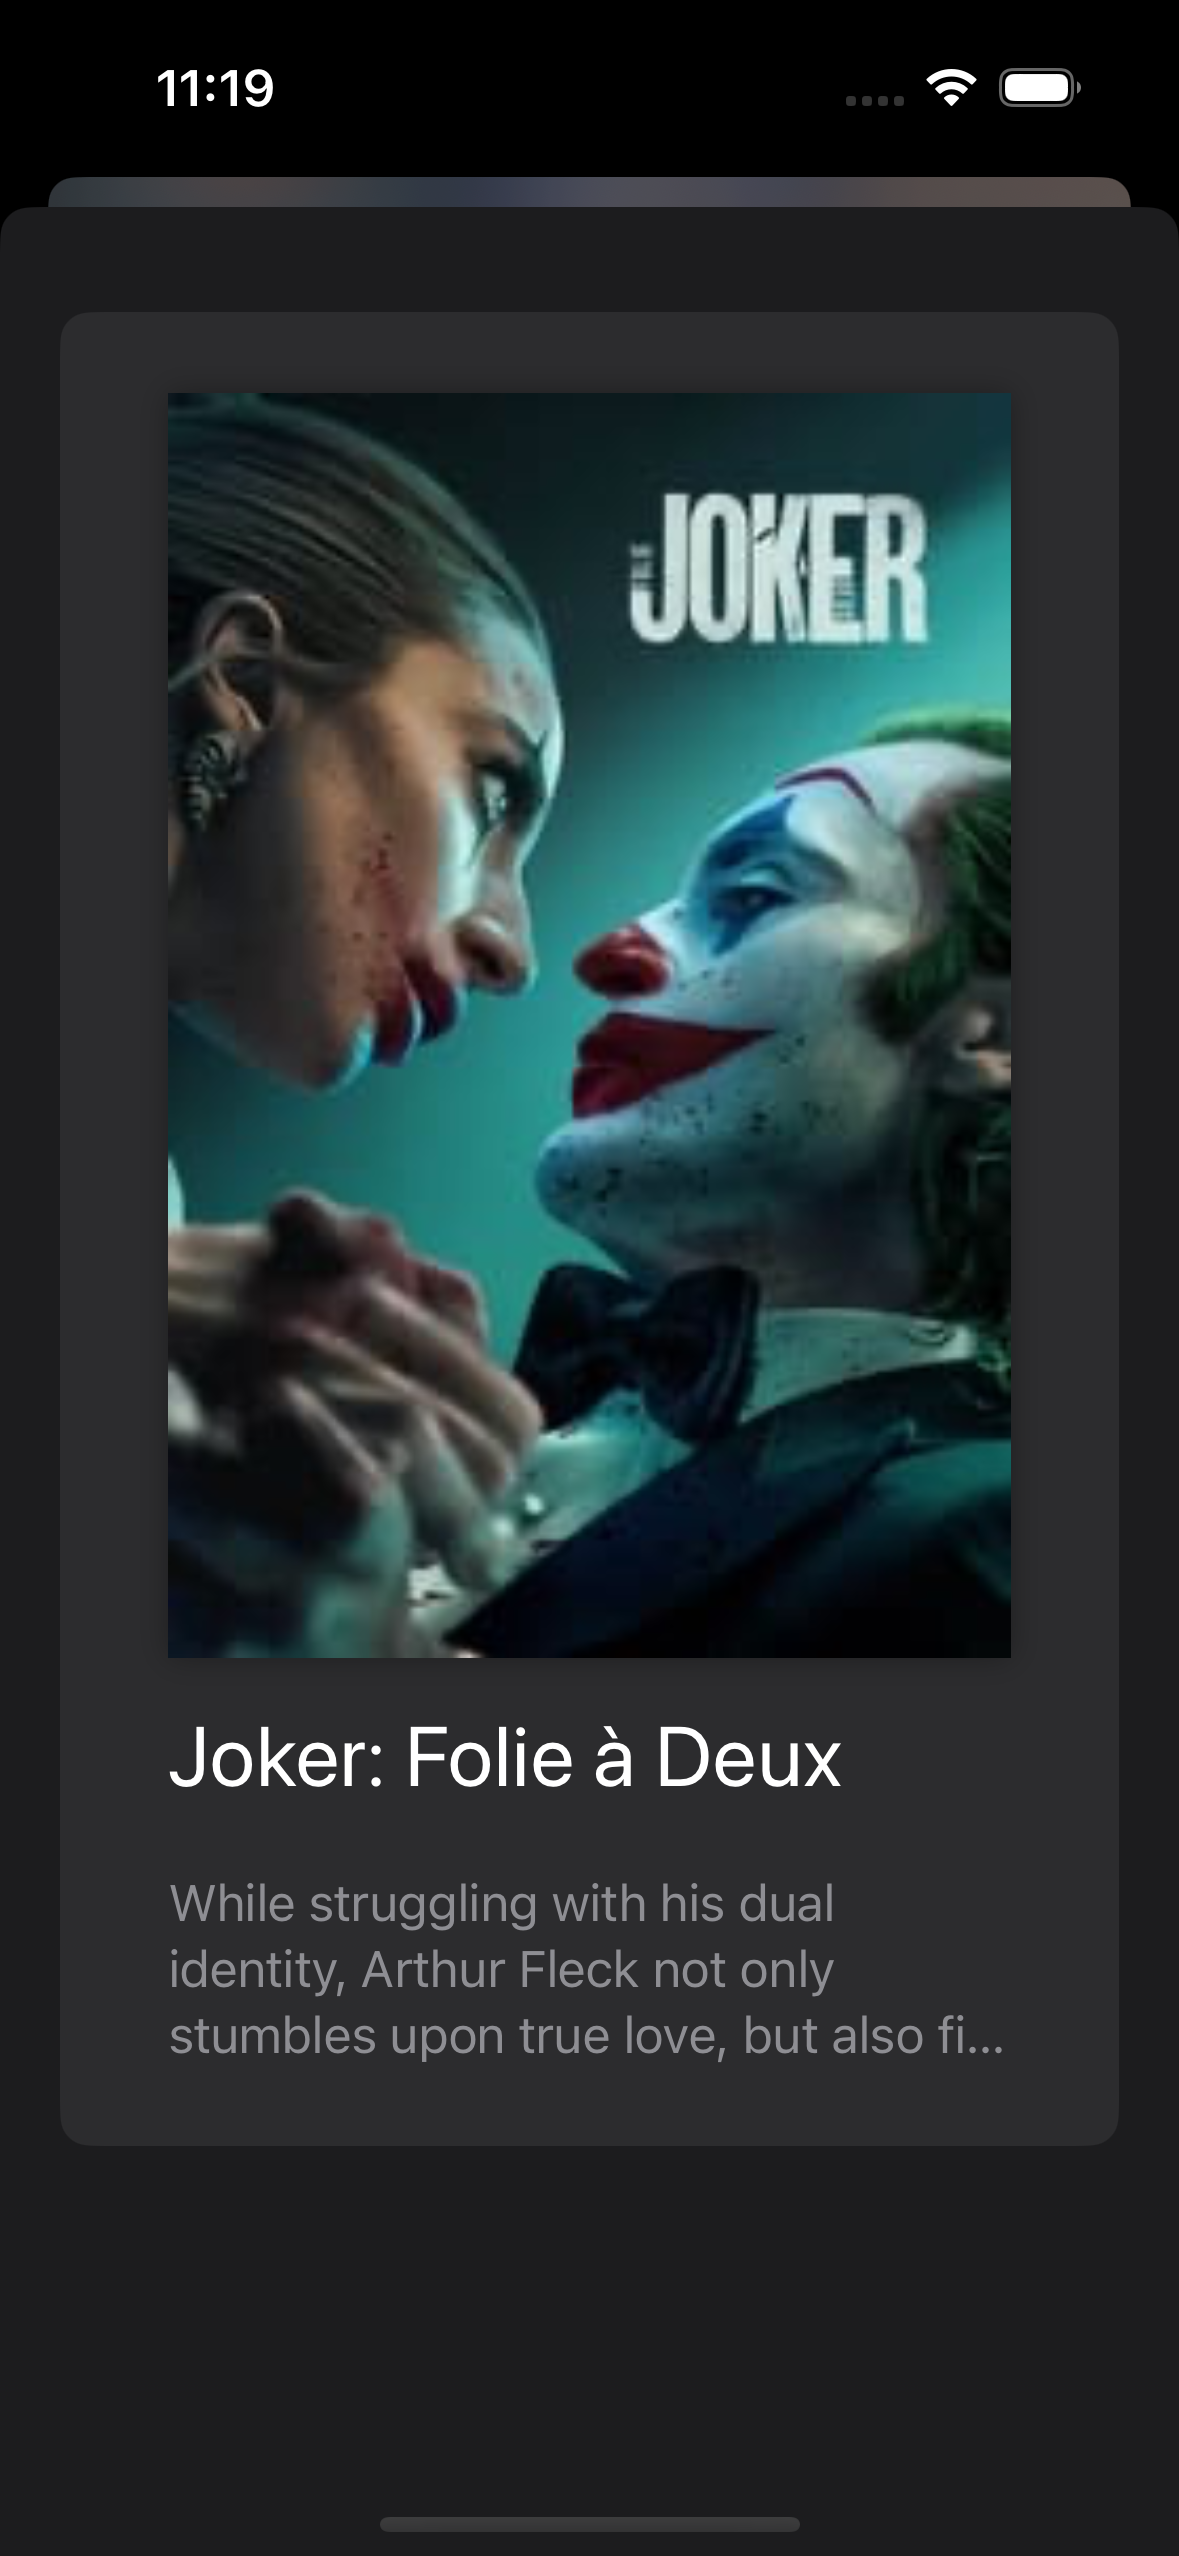 11:19
JOKER
Joker: Folie à Deux
While struggling with his dual
identity, Arthur Fleck not only
stumbles upon true love, but also fi...